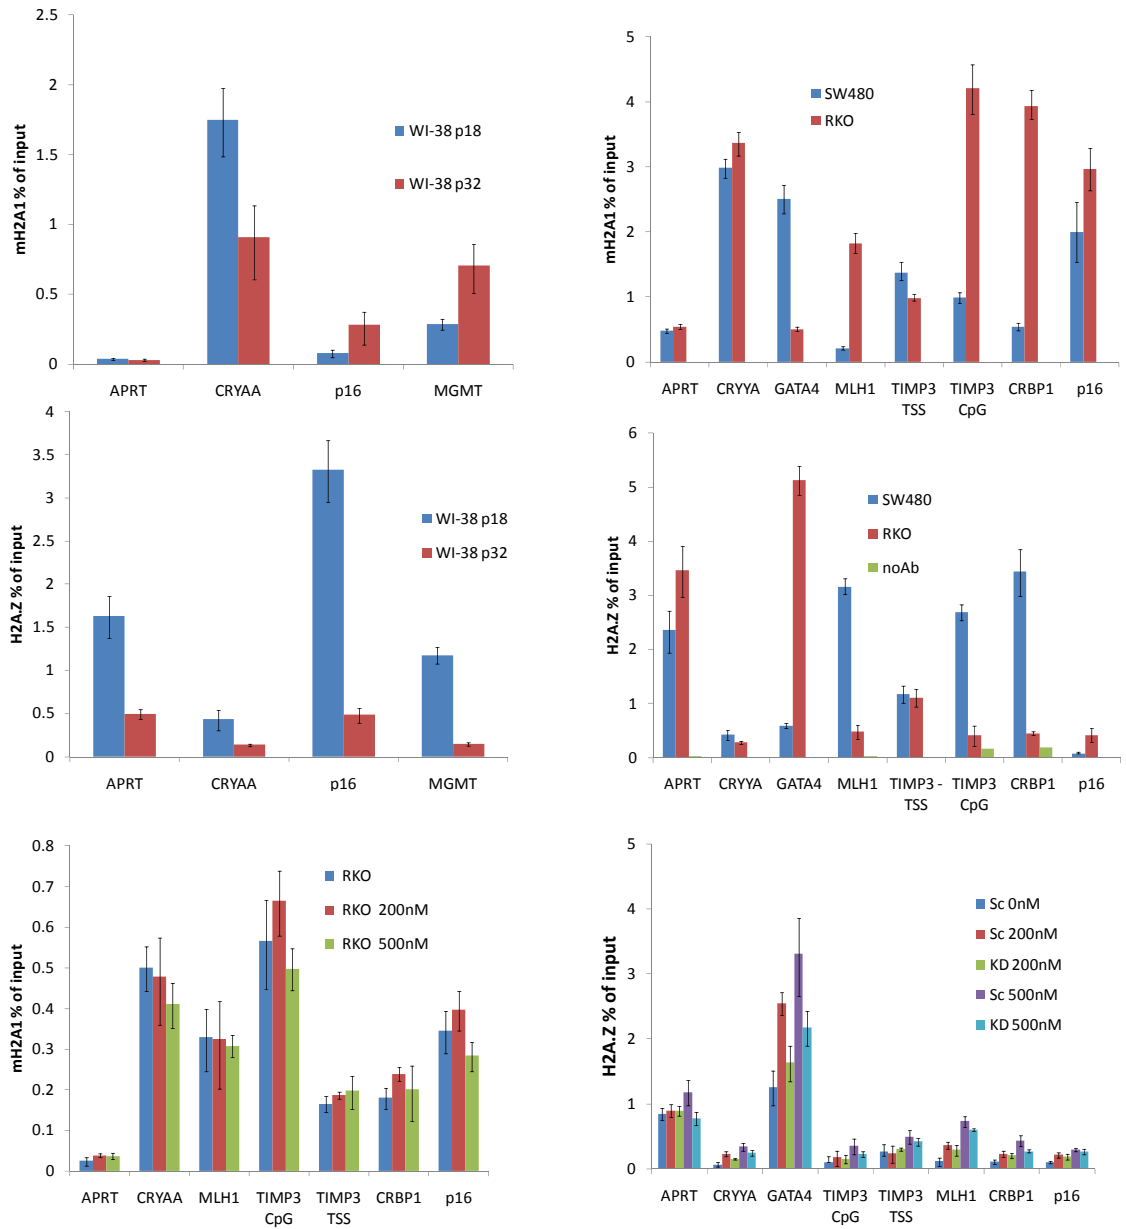 2.5
2
1.5
1
0.5
0
mH2A1 % of input
WI-38 p18
WI-38 p32
APRT CRYAA p16 MGMT
5
4
3
2
1
0
mH2A1 % of input
SW480
RKO
APRT CRYYA GATA4 MLH1 TIMP3 TIMP3 CRBP1 p16
TSS CpG
4
3.5
3
2.5
2
1.5
1
0.5
0
H2A.Z % of input
WI-38 p18
WI-38 p32
APRT CRYAA p16 MGMT
6
5
4
3
2
1
0
H2A.Z % of input
SW480
RKO
noAb
APRT CRYYA GATA4 MLH1 TIMP3 - TIMP3 CRBP1 p16
TSS CpG
0.8
0.7
0.6
0.5
0.4
0.3
0.2
0.1
0
mH2A1 % of input
RKO
RKO 200nM
RKO 500nM
APRT CRYAA MLH1 TIMP3 TIMP3 CRBP1 p16
CpG TSS
5
4
3
2
1
0
H2A.Z % of input
Sc 0nM
Sc 200nM
KD 200nM
Sc 500nM
KD 500nM
APRT CRYYA GATA4 TIMP3 TIMP3 MLH1 CRBP1 p16
CpG TSS